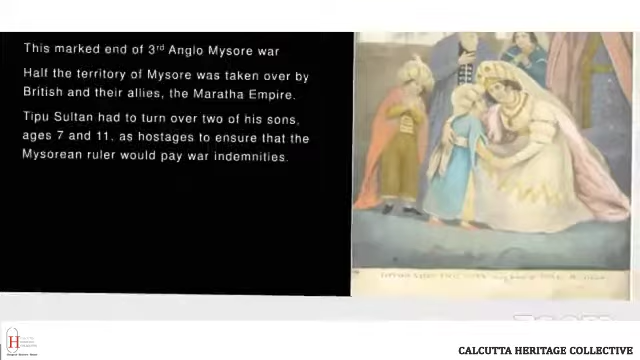 This marked end of 3rd Anglo Mysore war
Half the territory of Mysore was taken over by
British and their allies, the Maratha Empire.
Tipu Sultan had to turn over two of his sons,
ages 7 and 11, as hostages to ensure that the
Mysorean ruler would pay war indemnities.
H
CALCUTTA HERITAGE COLLECTIVE